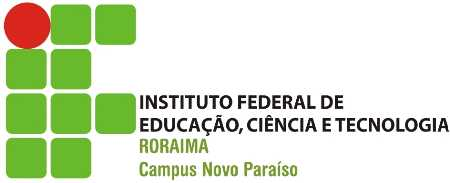 INSTITUTO FEDERAL DE
EDUCAÇÃO, CIÊNCIA E TECNOLOGIA
RORAIMA
Campus Novo Paraíso